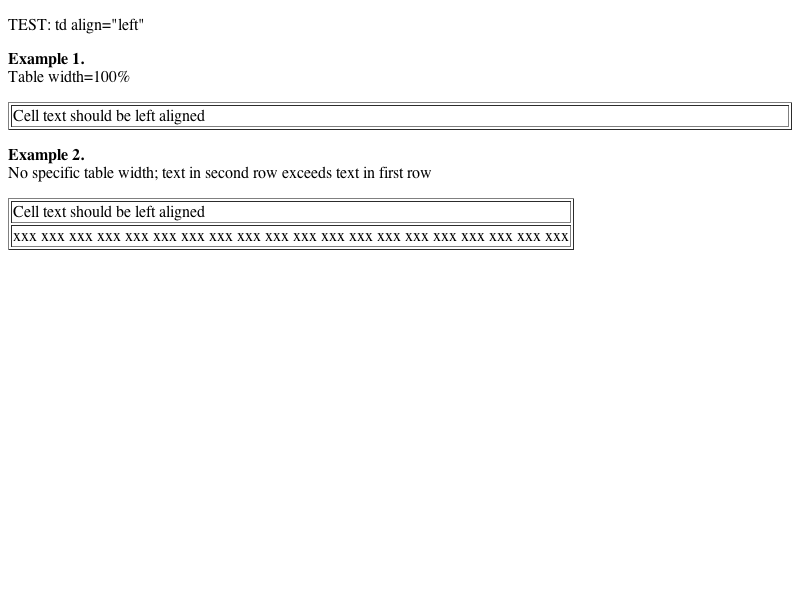 TEST: td align="left"
Example 1.
Table width=100%
Cell text should be left aligned
Example 2.
No specific table width; text in second row exceeds text in first row
Cell text should be left aligned
xxx xxx xxx xxx xxx xxx xxx xxx xxx xxx xxx xxx xxx xxx xxx xxx xxx xxx xxx xxx